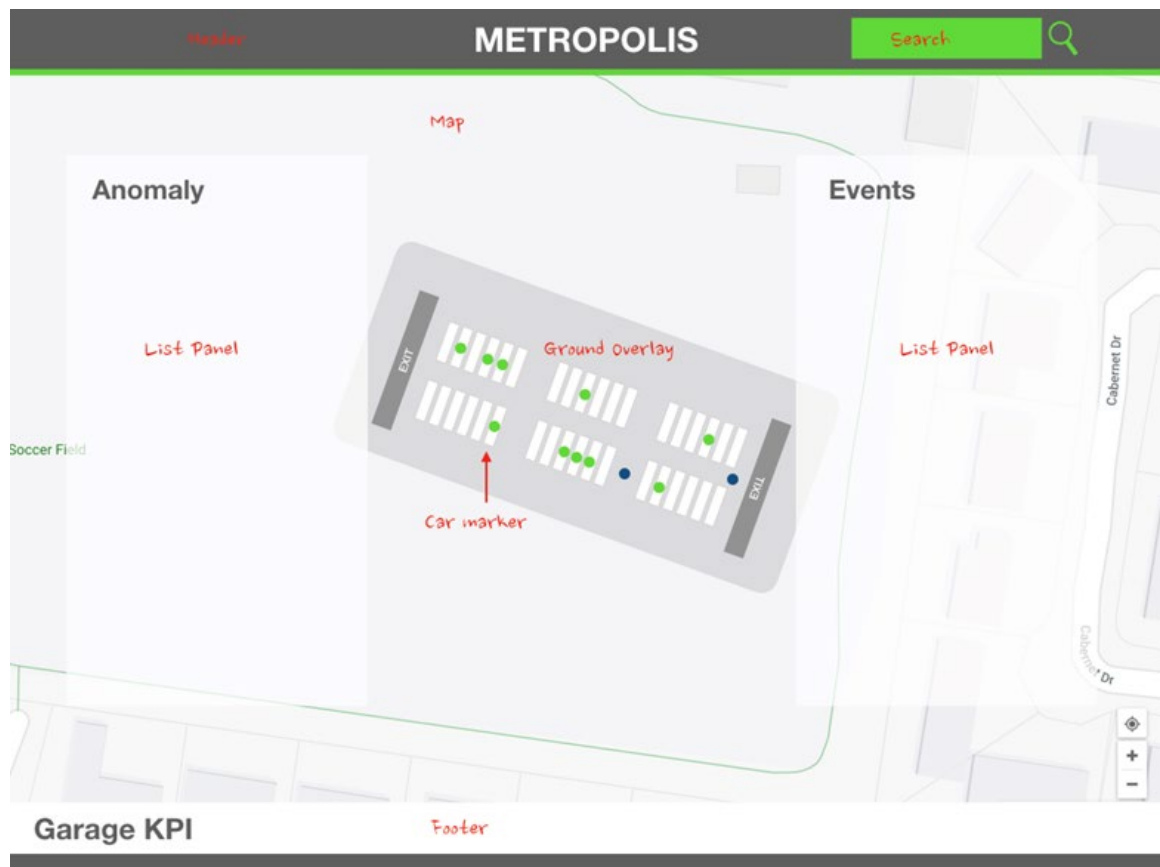 Header
METROPOLIS
Search
Map
Anomaly
Events
List Panel
Ground Overlay
List Panel
EXIT
EXIT
Cabernet Dr
Soccer Field
Car marker
Cabernet Dr
Garage KPI
Footer